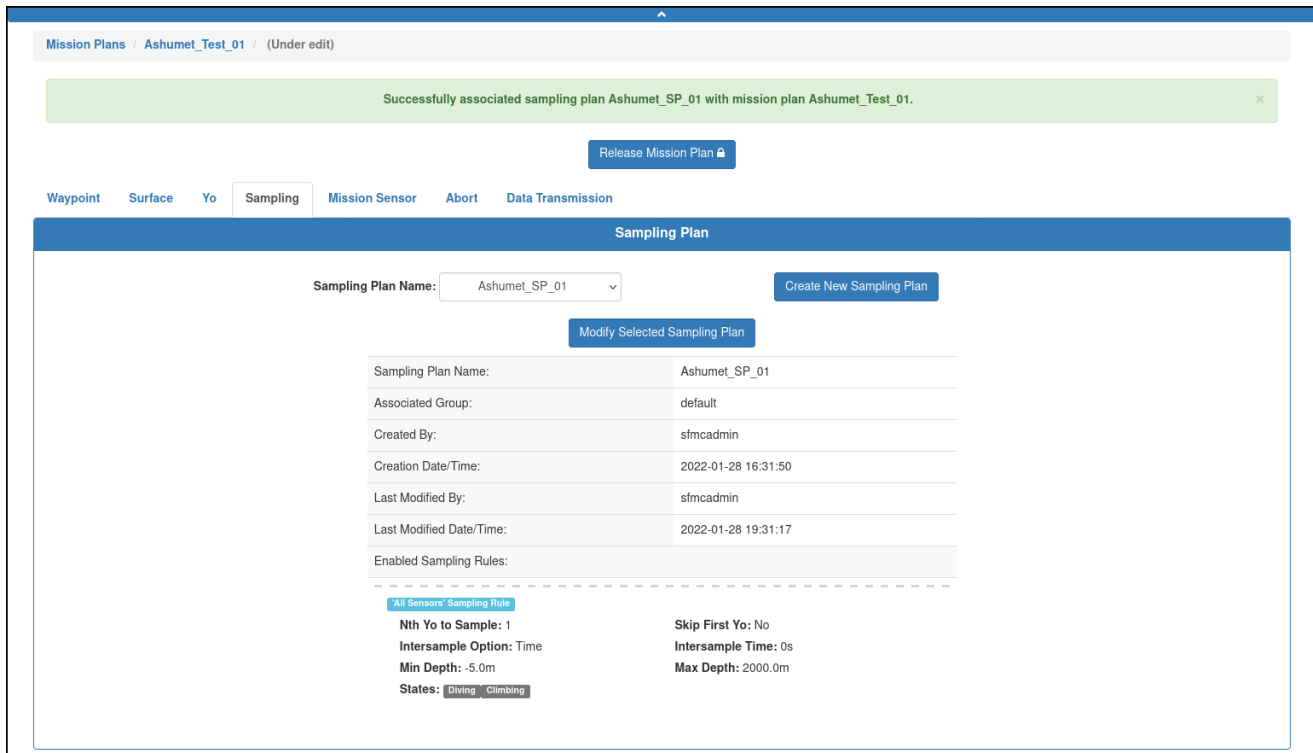 Mission Plans / Ashumet_Test_01 / (Under edit)
Successfully associated sampling plan Ashumet_SP_01 with mission plan Ashumet_Test_01. ×
Release Mission Plan
Waypoint Surface Yo Sampling Mission Sensor Abort Data Transmission
Sampling Plan
Sampling Plan Name: Ashumet_SP_01 Create New Sampling Plan
Modify Selected Sampling Plan
Sampling Plan Name: Ashumet_SP_01
Associated Group: default
Created By: sfmcadmin
Creation Date/Time: 2022-01-28 16:31:50
Last Modified By: sfmcadmin
Last Modified Date/Time: 2022-01-28 19:31:17
Enabled Sampling Rules:
'All Sensors' Sampling Rule
Nth Yo to Sample: 1 Skip First Yo: No
Intersample Option: Time Intersample Time: 0s
Min Depth: -5.0m Max Depth: 2000.0m
States: Diving Climbing